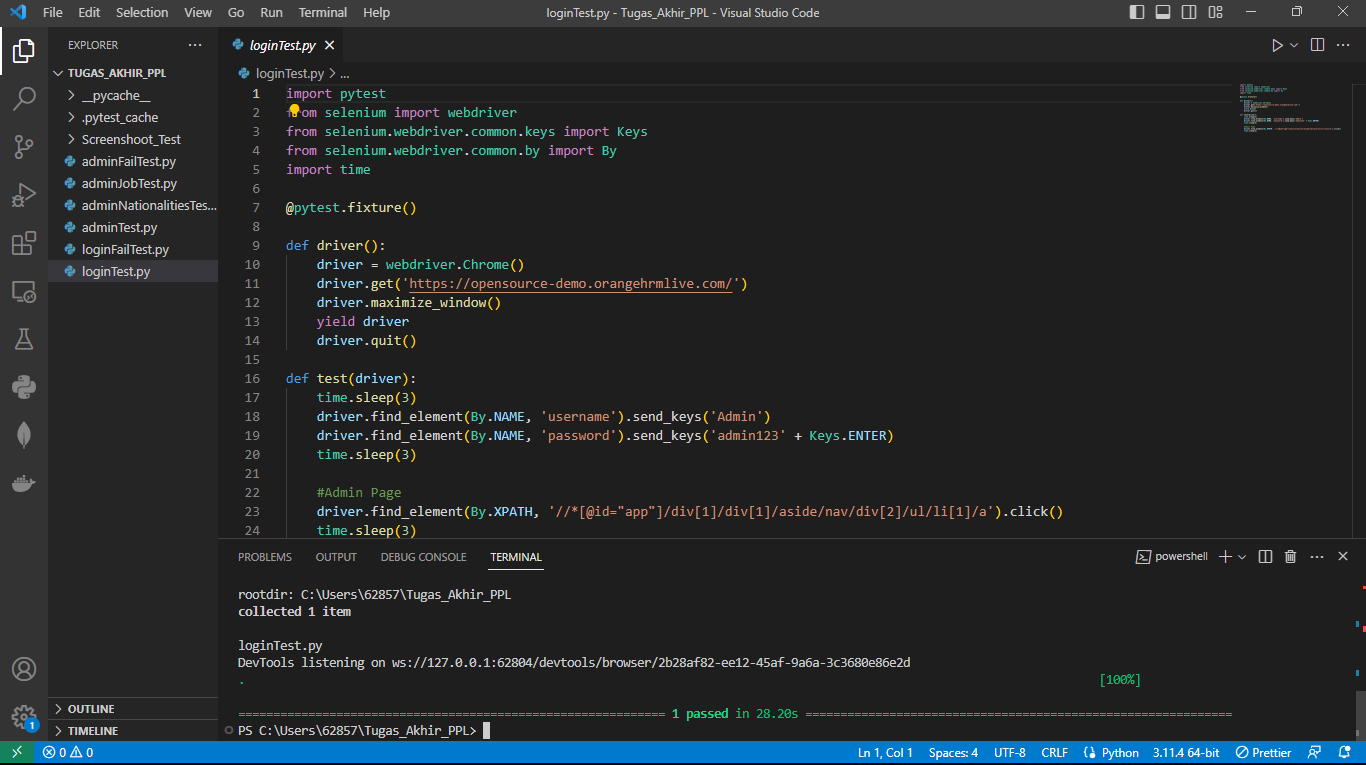 File Edit Selection View Go Run Terminal Help loginTest.py - Tugas_Akhir_PPL - Visual Studio Code
EXPLORER
TUGAS_AKHIR_PPL
__pycache__
.pytest_cache
Screenshoot_Test
adminFailTest.py
adminJobTest.py
adminNationalitiesTes...
adminTest.py
loginFailTest.py
loginTest.py
OUTLINE
TIMELINE
1
loginTest.py
loginTest.py > ...
1 import pytest
2 from selenium import webdriver
3 from selenium.webdriver.common.keys import Keys
4 from selenium.webdriver.common.by import By
5 import time
6
7 @pytest.fixture()
8
9 def driver():
10 driver = webdriver.Chrome()
11 driver.get('https://opensource-demo.orangehrmlive.com/')
12 driver.maximize_window()
13 yield driver
14 driver.quit()
15
16 def test(driver):
17 time.sleep(3)
18 driver.find_element(By.NAME, 'username').send_keys('Admin')
19 driver.find_element(By.NAME, 'password').send_keys('admin123' + Keys.ENTER)
20 time.sleep(3)
21
22 #Admin Page
23 driver.find_element(By.XPATH, '//*[@id="app"]/div[1]/div[1]/aside/nav/div[2]/ul/li[1]/a').click()
24 time.sleep(3)
PROBLEMS OUTPUT DEBUG CONSOLE TERMINAL powershell
rootdir: C:\Users\62857\Tugas_Akhir_PPL
collected 1 item
loginTest.py
DevTools listening on ws://127.0.0.1:62804/devtools/browser/2b28af82-ee12-45af-9a6a-3c3680e86e2d
. [100%]
============ 1 passed in 28.20s ============
PS C:\Users\62857\Tugas_Akhir_PPL>
0 0 Ln 1, Col 1 Spaces: 4 UTF-8 CRLF Python 3.11.4 64-bit Prettier